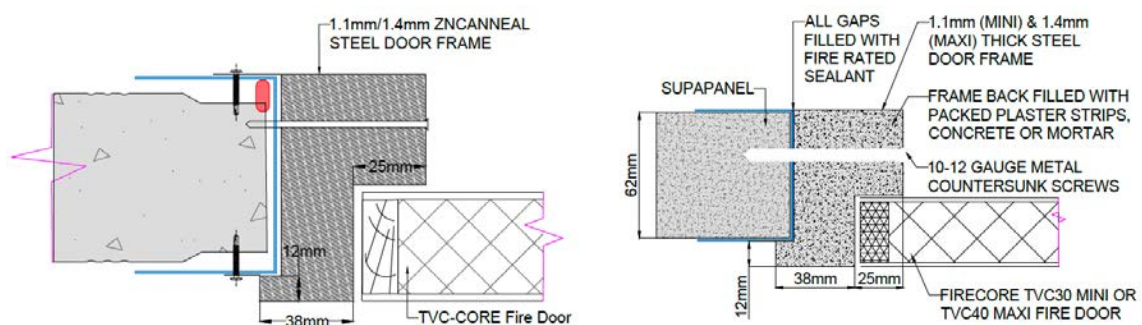 1.1mm/1.4mm ZNCANNEAL
STEEL DOOR FRAME
25mm
12mm
38mm
TVC-CORE Fire Door
ALL GAPS
FILLED WITH
FIRE RATED
SEALANT
1.1mm (MINI) & 1.4mm
(MAXI) THICK STEEL
DOOR FRAME
SUPAPANEL
FRAME BACK FILLED WITH
PACKED PLASTER STRIPS,
CONCRETE OR MORTAR
10-12 GAUGE METAL
COUNTERSUNK SCREWS
62mm
12mm
38mm
25mm
FIRECORE TVC30 MINI OR
TVC40 MAXI FIRE DOOR